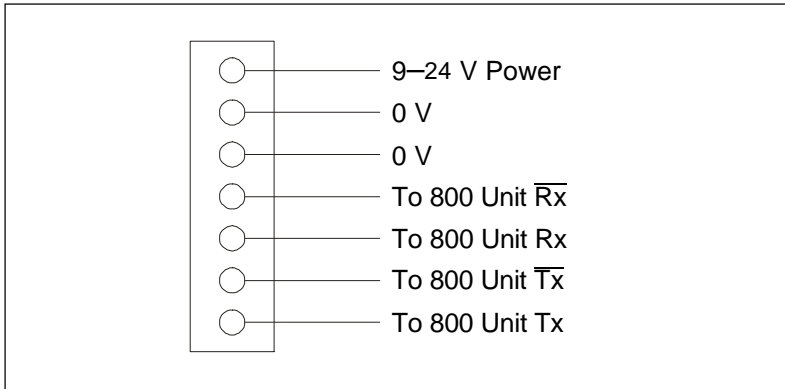 9–24 V Power
0 V
0 V
To 800 Unit R̅x̅
To 800 Unit Rx
To 800 Unit T̅x̅
To 800 Unit Tx